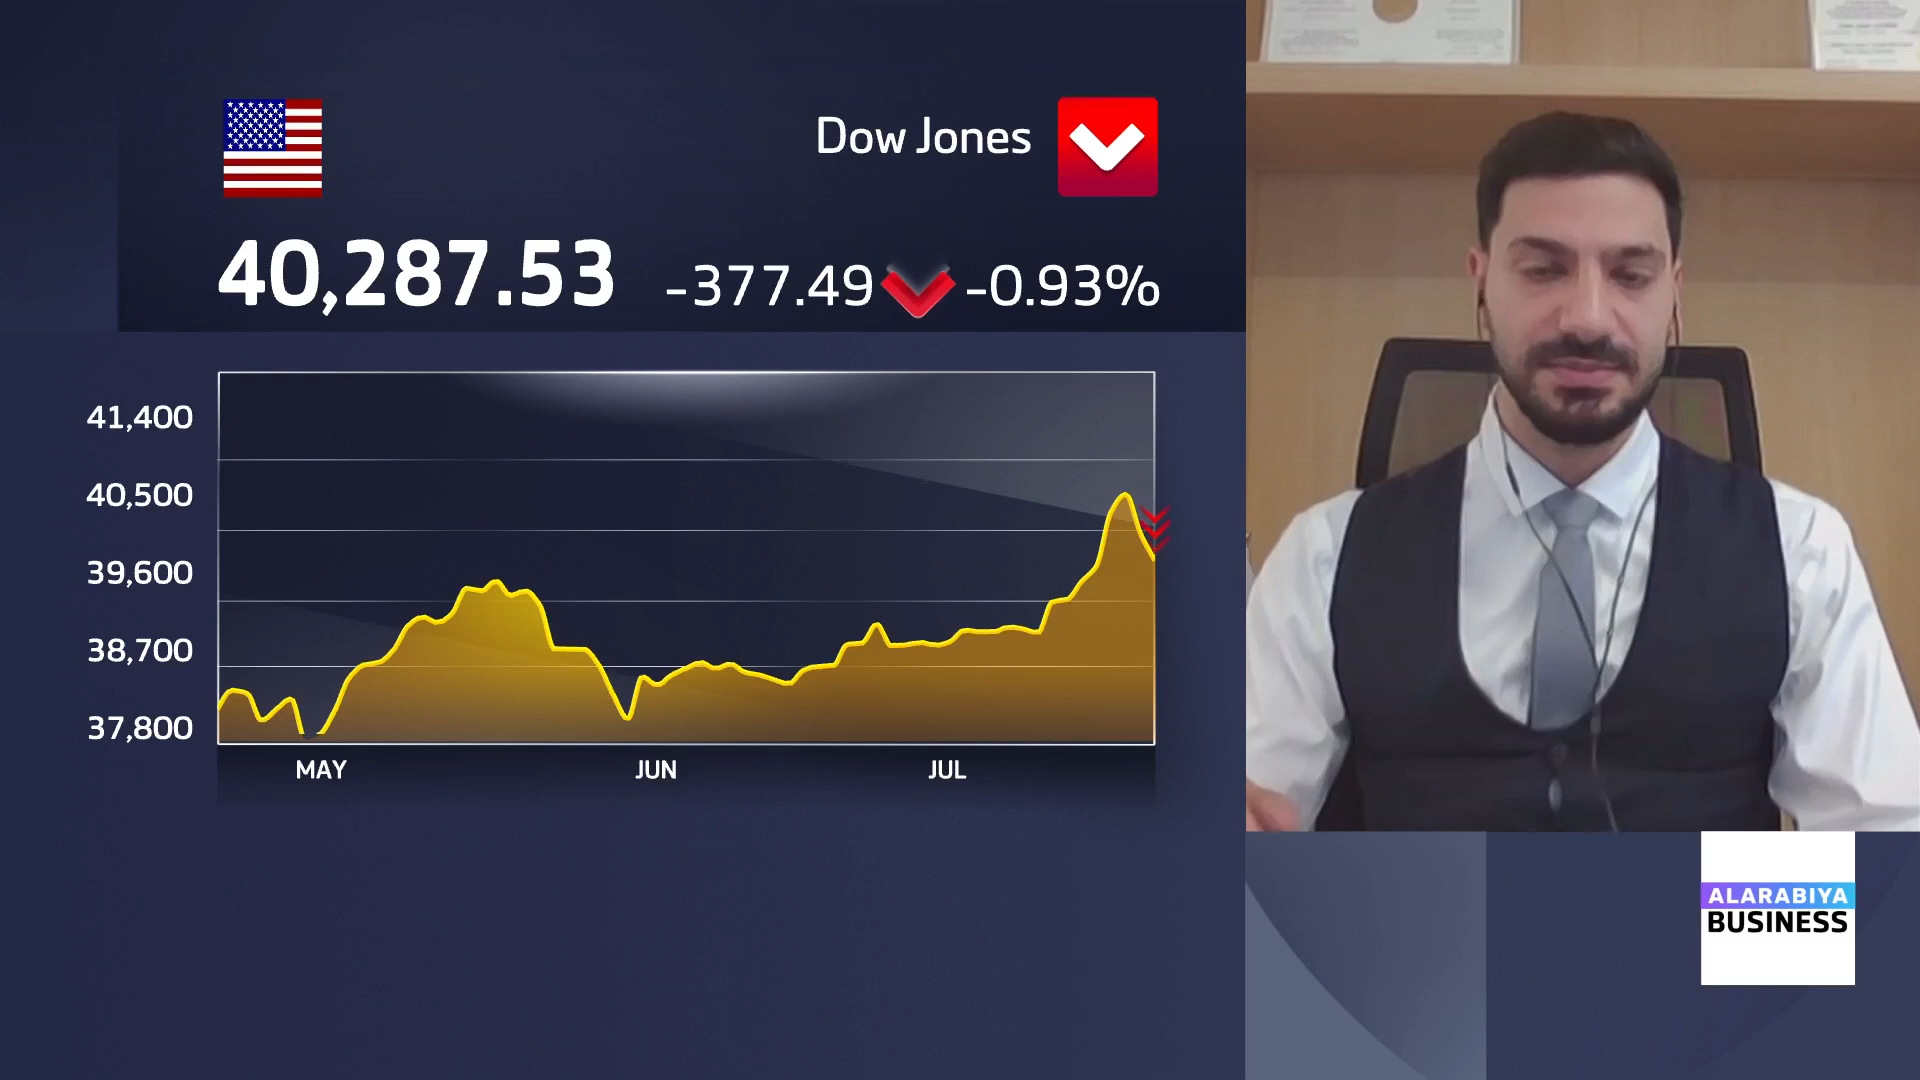 Dow Jones
40,287.53 -377.49 -0.93%
41,400
40,500
39,600
38,700
37,800
MAY JUN JUL
ALARABIYA
BUSINESS